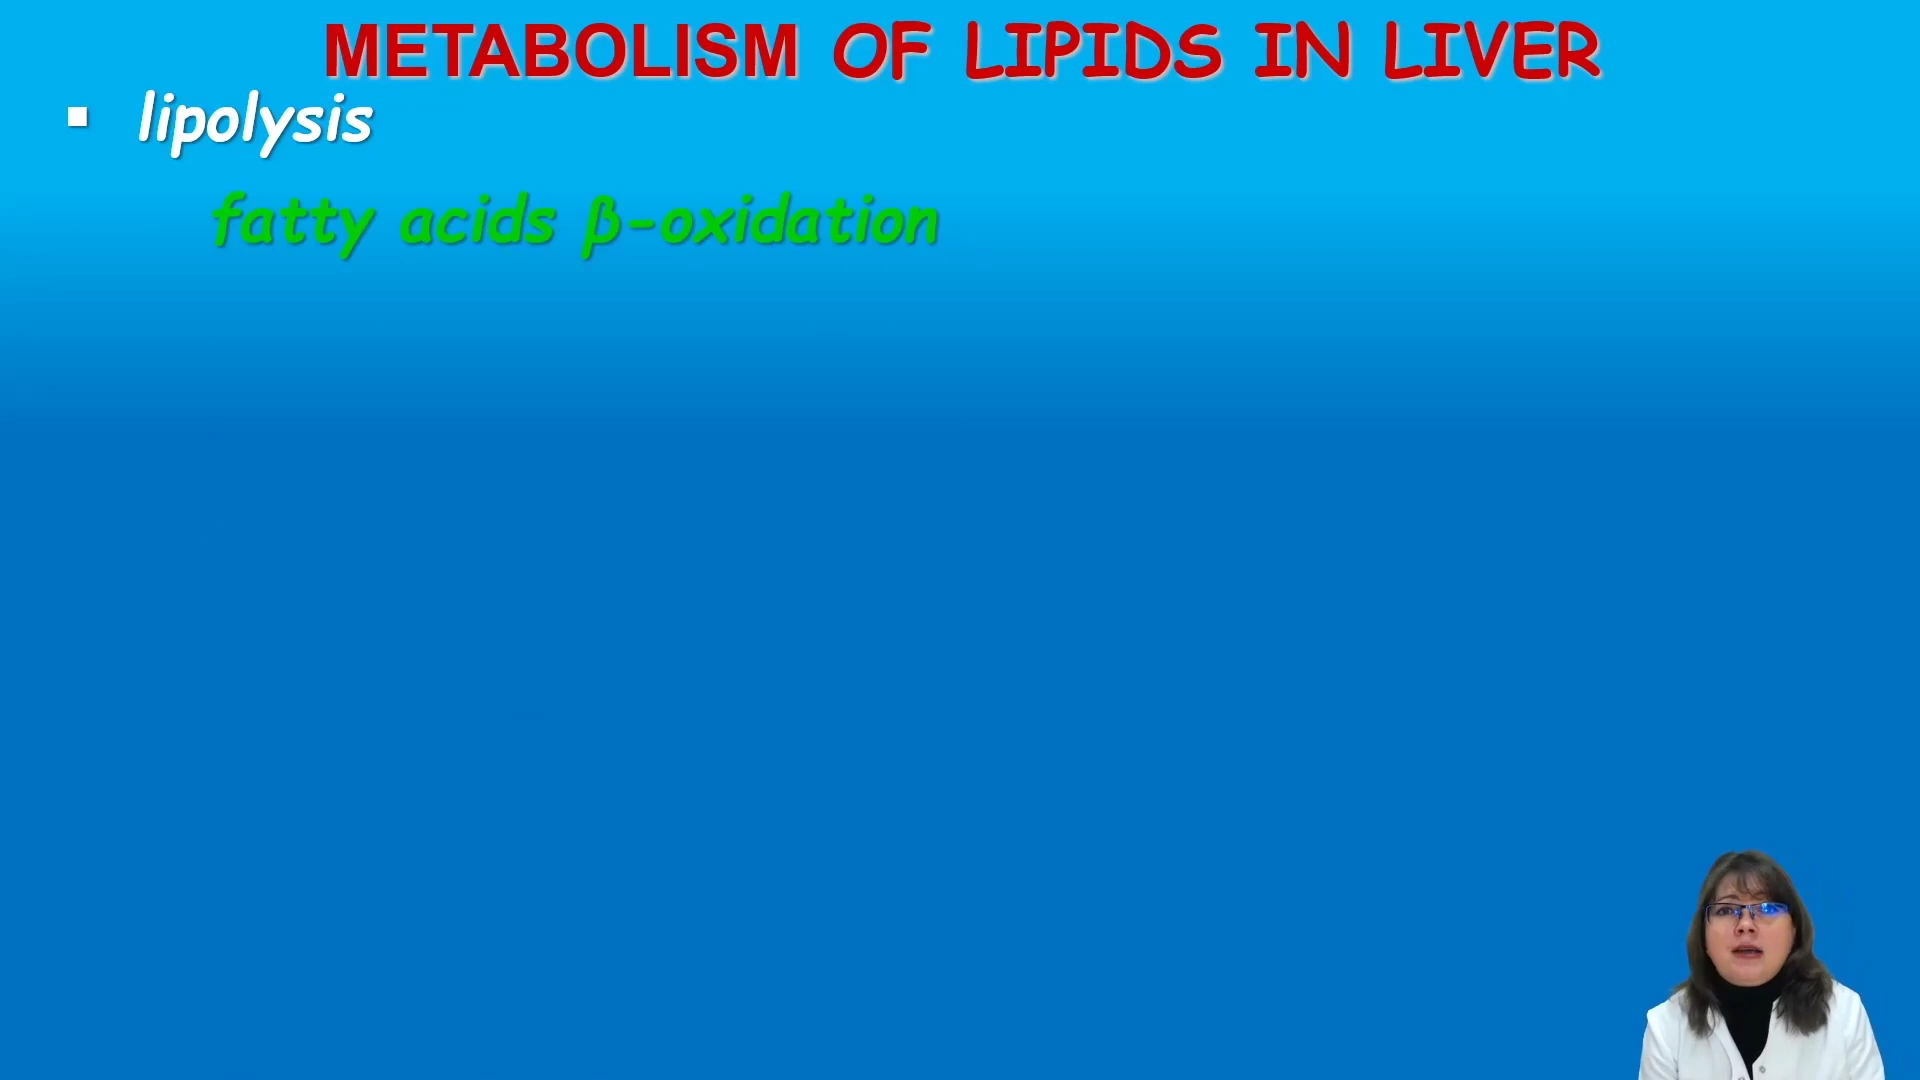 METABOLISM OF LIPIDS IN LIVER
▪ lipolysis
fatty acids β-oxidation